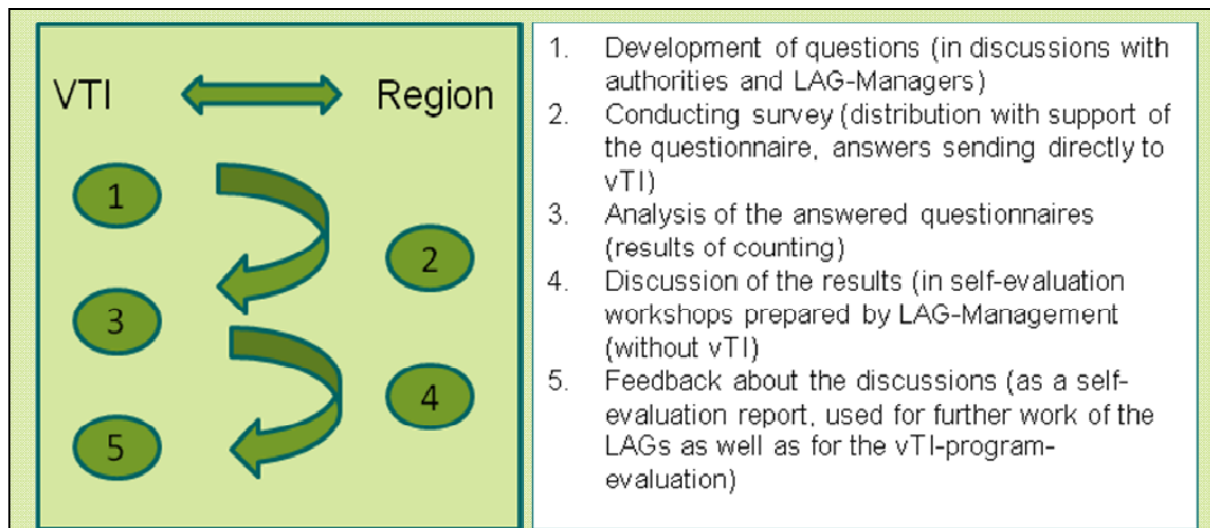 VTI
Region
1
2
3
4
5
1. Development of questions (in discussions with
authorities and LAG-Managers)
2. Conducting survey (distribution with support of
the questionnaire, answers sending directly to
vTI)
3. Analysis of the answered questionnaires
(results of counting)
4. Discussion of the results (in self-evaluation
workshops prepared by LAG-Management
(without vTI)
5. Feedback about the discussions (as a self-
evaluation report, used for further work of the
LAGs as well as for the vTI-program-
evaluation)